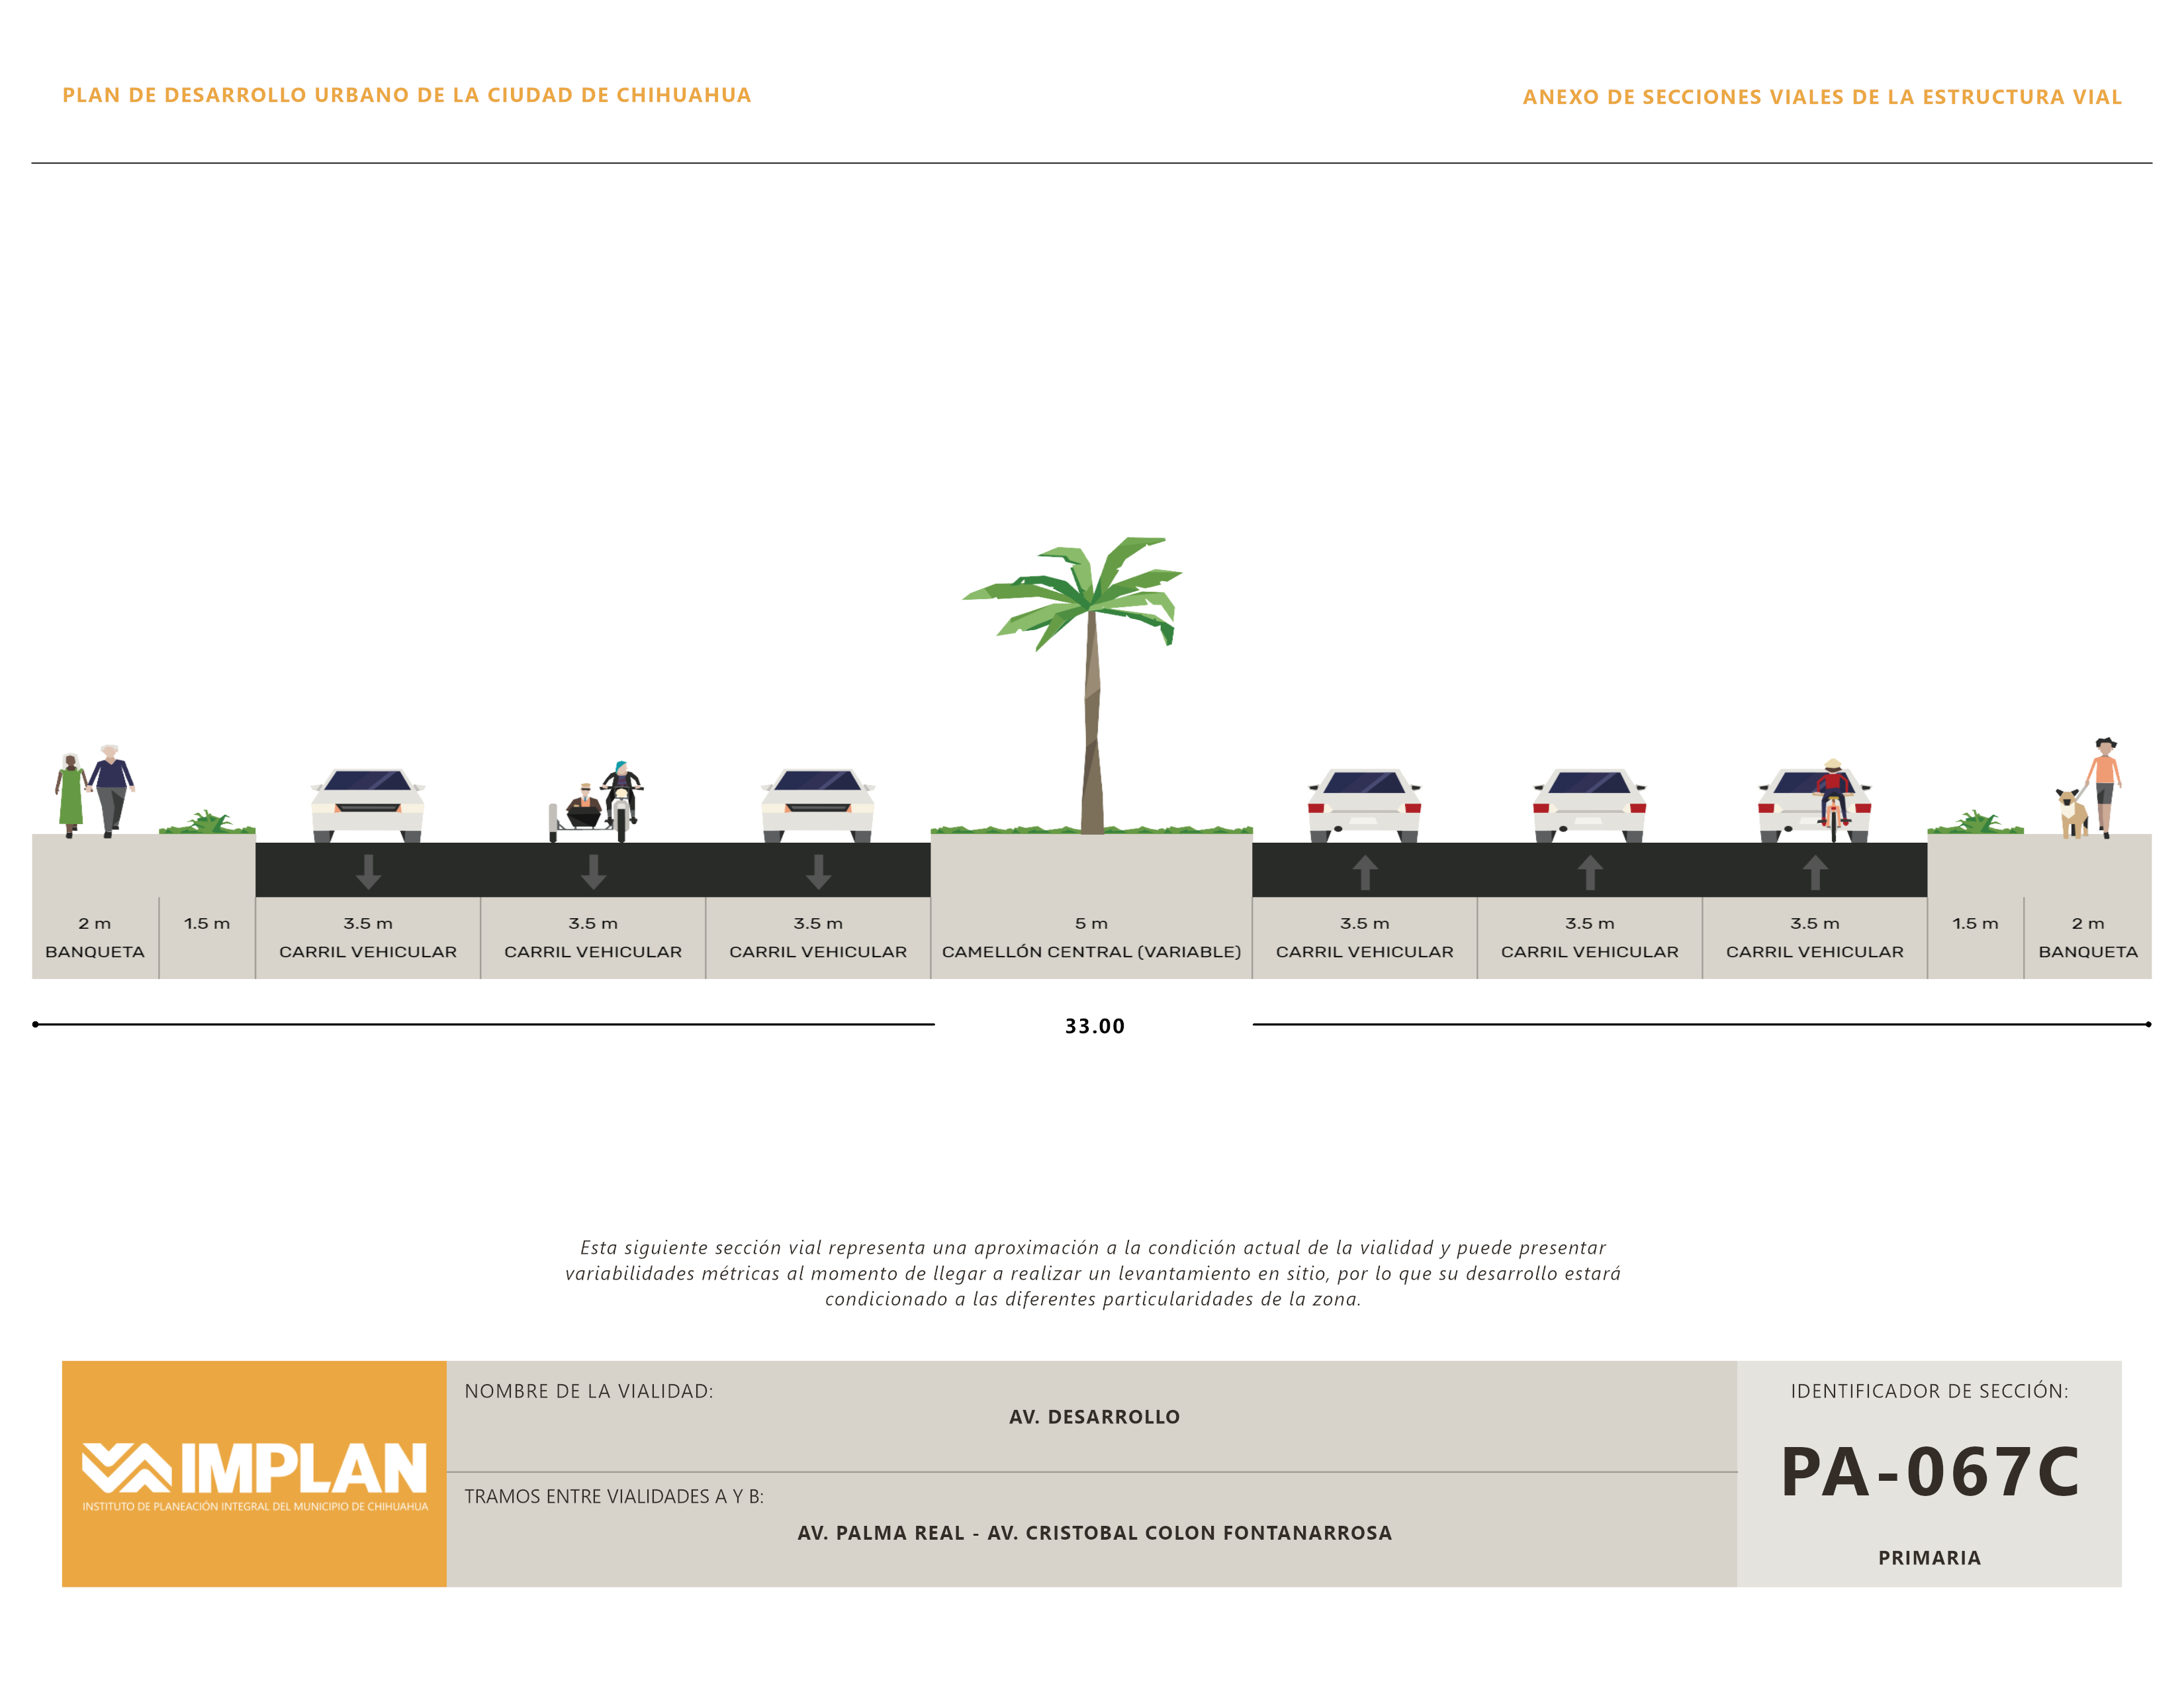 PLAN DE DESARROLLO URBANO DE LA CIUDAD DE CHIHUAHUA
ANEXO DE SECCIONES VIALES DE LA ESTRUCTURA VIAL
2 m
BANQUETA
1.5 m
3.5 m
CARRIL VEHICULAR
3.5 m
CARRIL VEHICULAR
3.5 m
CARRIL VEHICULAR
5 m
CAMELLÓN CENTRAL (VARIABLE)
3.5 m
CARRIL VEHICULAR
3.5 m
CARRIL VEHICULAR
3.5 m
CARRIL VEHICULAR
1.5 m
2 m
BANQUETA
33.00
Esta siguiente sección vial representa una aproximación a la condición actual de la vialidad y puede presentar
variabilidades métricas al momento de llegar a realizar un levantamiento en sitio, por lo que su desarrollo estará
condicionado a las diferentes particularidades de la zona.
IMPLAN
INSTITUTO DE PLANEACIÓN INTEGRAL DEL MUNICIPIO DE CHIHUAHUA
NOMBRE DE LA VIALIDAD:
AV. DESARROLLO
TRAMOS ENTRE VIALIDADES A Y B:
AV. PALMA REAL - AV. CRISTOBAL COLON FONTANARROSA
IDENTIFICADOR DE SECCIÓN:
PA-067C
PRIMARIA